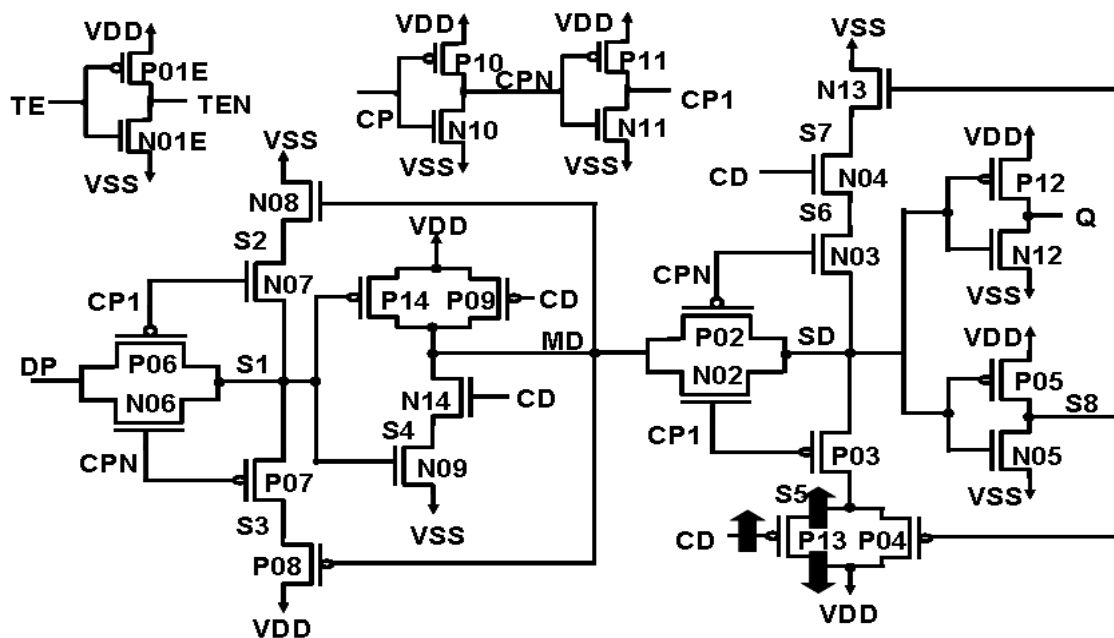 VDD VDD VDD VSS
P01E P10 P11
TE TEN CPN CP1 N13
N01E CP N10 N11 S7
VSS VSS VSS VSS VDD
CD N04 P12
N08 S6 Q
S2 VDD N03 N12
N07 CPN VSS
CP1 P14 P09 CD VDD
DP P06 S1 MD P02 SD P05
N06 N14 CD N02 S8
S4 CP1 N05
CPN N09 P03 VSS
P07 S5
S3 VSS CD P13 P04
P08 VDD
VDD